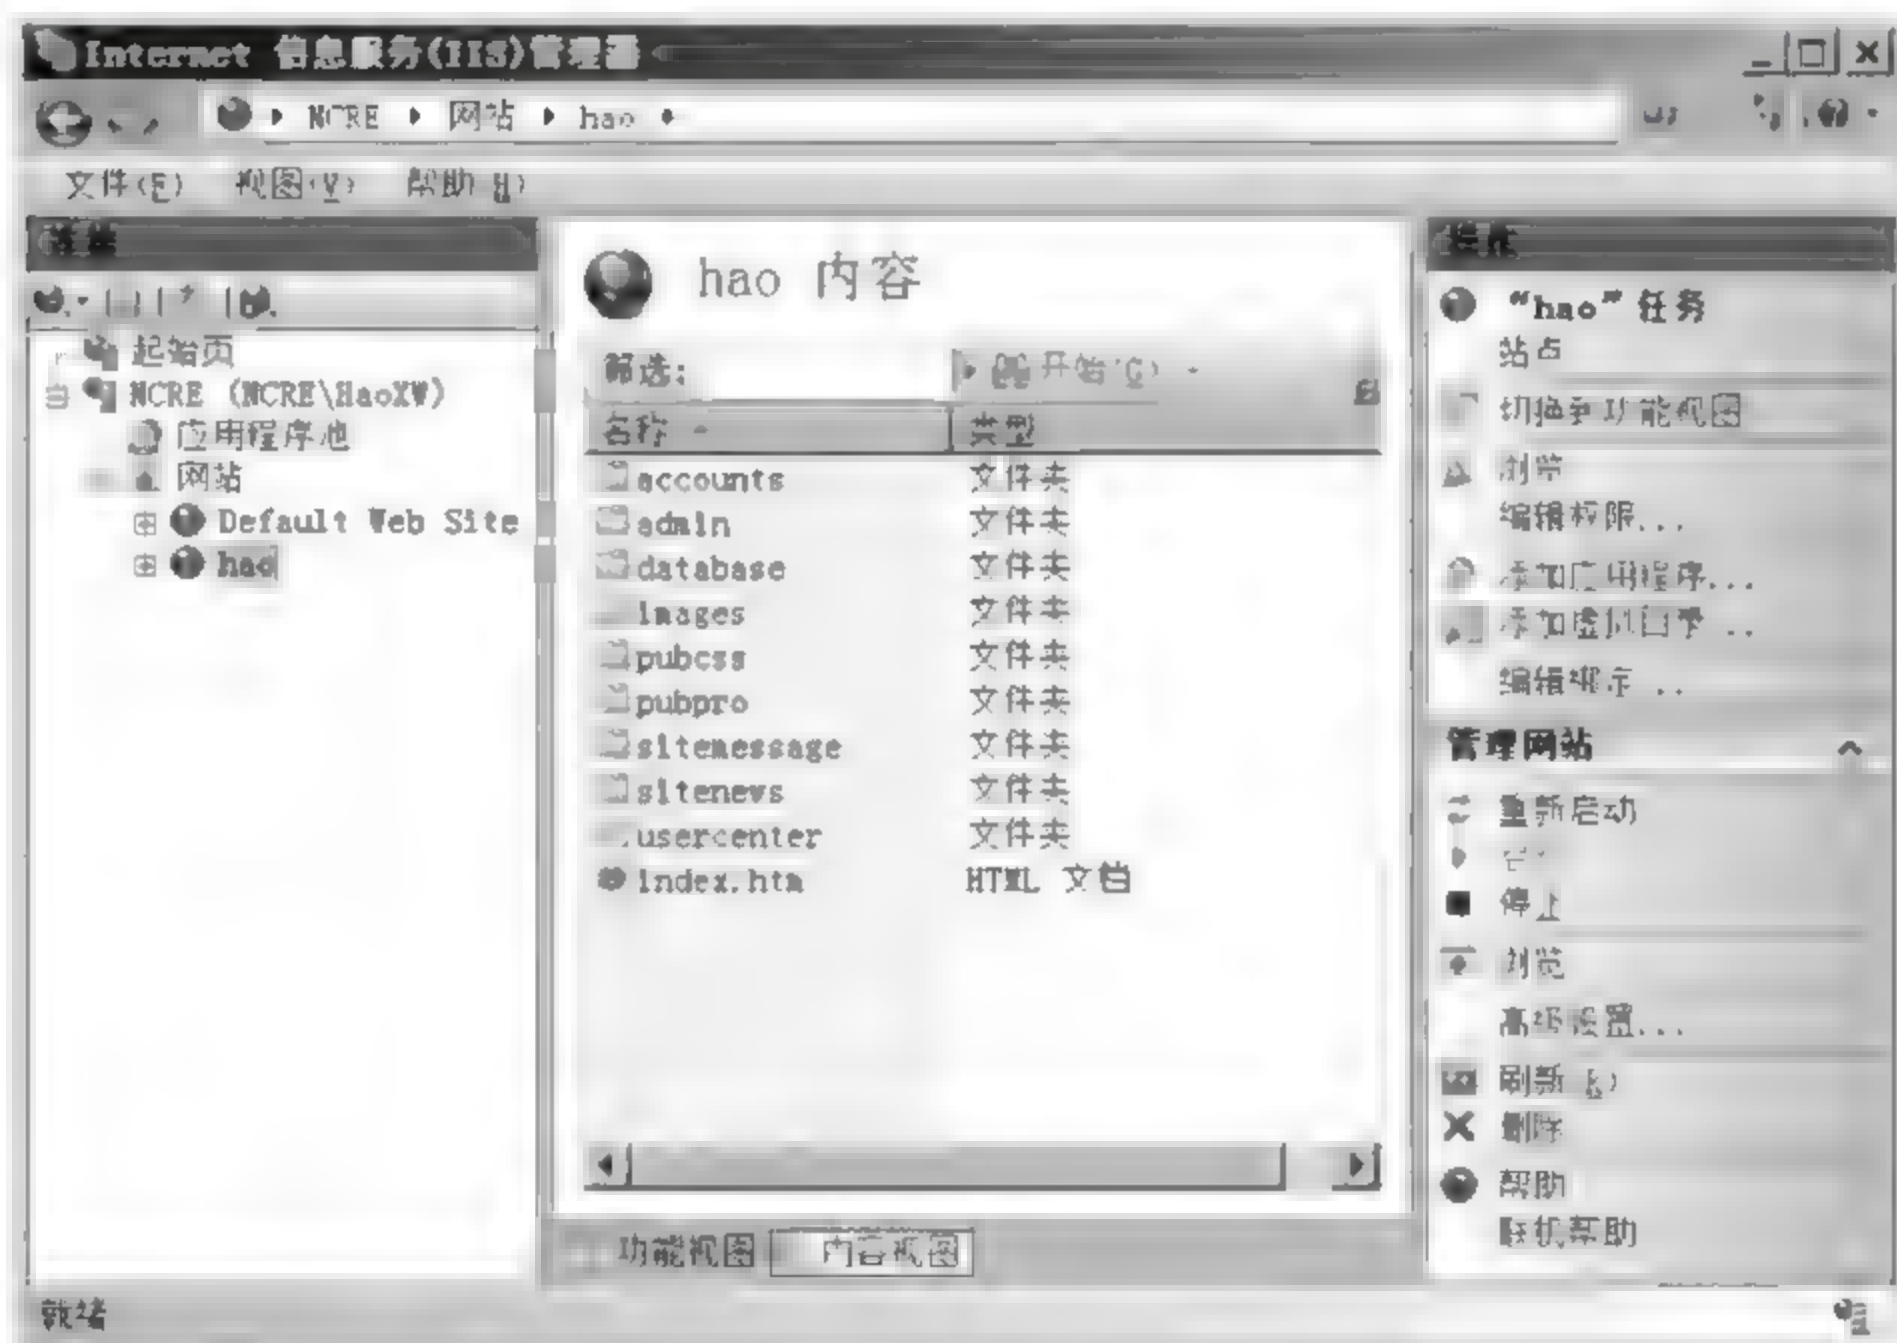 Internet 信息服务(IIS)管理器
NCRE 网站 hao
文件(F) 视图(V) 帮助(H)
连接
起始页
NCRE (NCRE\HaoXW)
应用程序池
网站
Default Web Site
hao
hao 内容
筛选: 开始(G)
名称 类型
accounts 文件夹
admin 文件夹
database 文件夹
images 文件夹
pubcss 文件夹
pubpro 文件夹
sitemessage 文件夹
sitenews 文件夹
usercenter 文件夹
index.htm HTML 文档
功能视图 内容视图
操作
“hao” 任务
站点
切换到功能视图
浏览
编辑权限...
添加应用程序...
添加虚拟目录...
编辑绑定...
管理网站
重新启动
停止
浏览
高级设置...
刷新(R)
删除
帮助
联机帮助
就绪